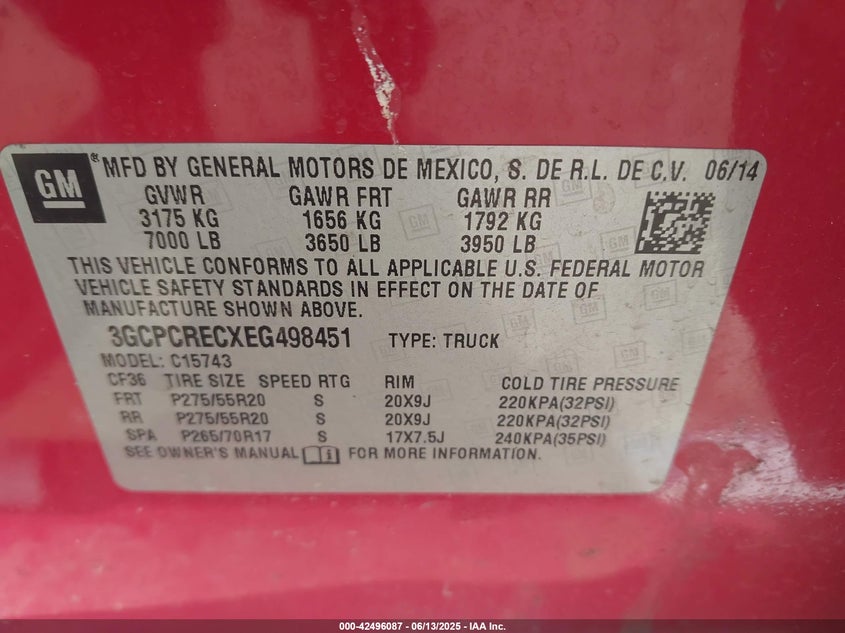 GM ® MFD BY GENERAL MOTORS DE MEXICO, S. DE R.L. DE C.V. 06/14
GVWR GAWR FRT GAWR RR
3175 KG 1656 KG 1792 KG
7000 LB 3650 LB 3950 LB
THIS VEHICLE CONFORMS TO ALL APPLICABLE U.S. FEDERAL MOTOR
VEHICLE SAFETY STANDARDS IN EFFECT ON THE DATE OF
MANUFACTURE SHOWN ABOVE.
3GCPCRECXEG498451 TYPE: TRUCK
MODEL: C15743
CF36 TIRE SIZE SPEED RTG RIM COLD TIRE PRESSURE
FRT P275/55R20 S 20X9J 220KPA(32PSI)
RR P275/55R20 S 20X9J 220KPA(32PSI)
SPA P265/70R17 S 17X7.5J 240KPA(35PSI)
SEE OWNER'S MANUAL i FOR MORE INFORMATION.
000-42496087 - 06/13/2025 - IAA Inc.